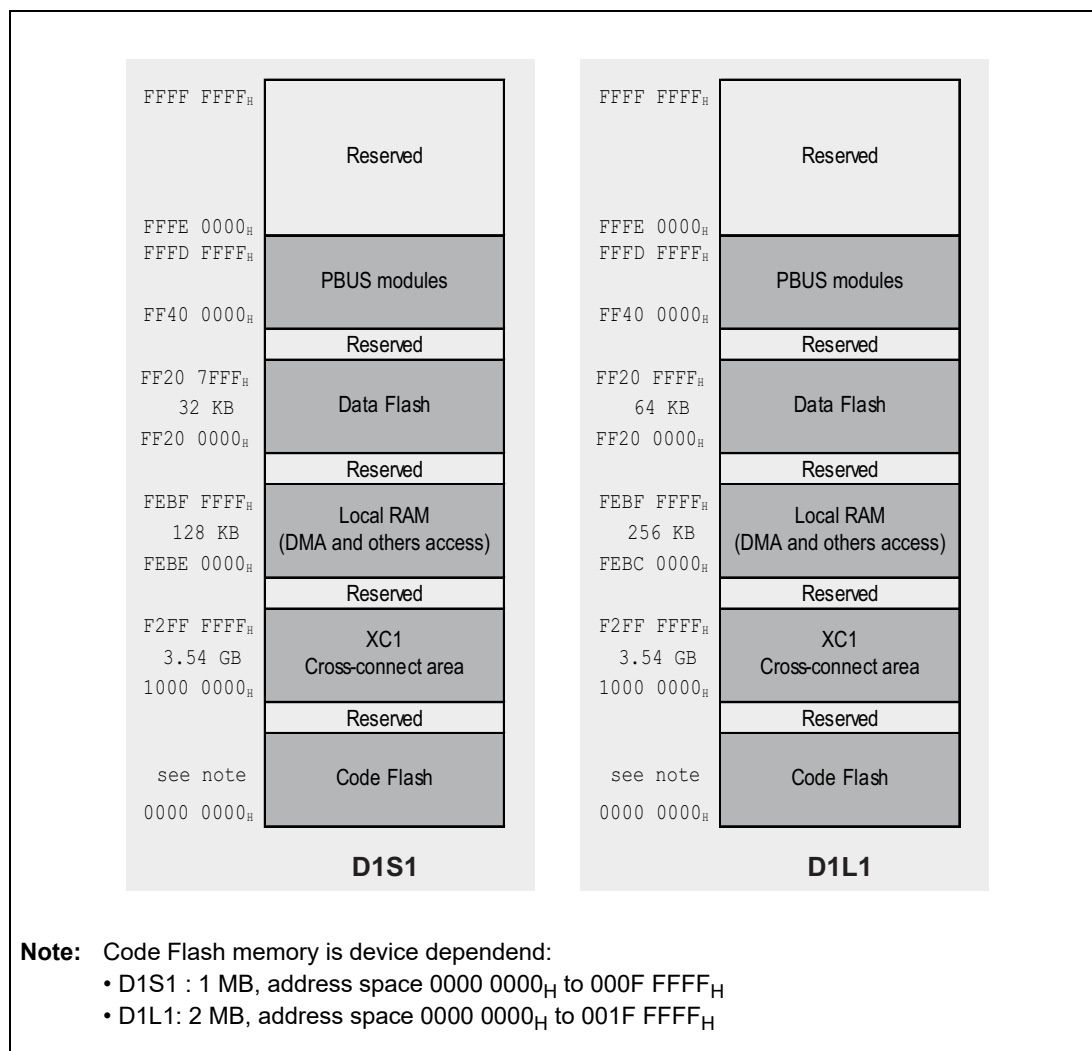 FFFF FFFFH
Reserved
FFFE 0000H
FFFD FFFFH
PBUS modules
FF40 0000H
Reserved
FF20 7FFFH
32 KB
Data Flash
FF20 0000H
Reserved
FEBF FFFFH
Local RAM
128 KB
(DMA and others access)
FEBE 0000H
Reserved
F2FF FFFFH
XC1
3.54 GB
Cross-connect area
1000 0000H
Reserved
see note
Code Flash
0000 0000H
D1S1
FFFF FFFFH
Reserved
FFFE 0000H
FFFD FFFFH
PBUS modules
FF40 0000H
Reserved
FF20 FFFFH
64 KB
Data Flash
FF20 0000H
Reserved
FEBF FFFFH
Local RAM
256 KB
(DMA and others access)
FEBC 0000H
Reserved
F2FF FFFFH
XC1
3.54 GB
Cross-connect area
1000 0000H
Reserved
see note
Code Flash
0000 0000H
D1L1
Note: Code Flash memory is device dependend:
• D1S1 : 1 MB, address space 0000 0000H to 000F FFFFH
• D1L1: 2 MB, address space 0000 0000H to 001F FFFFH